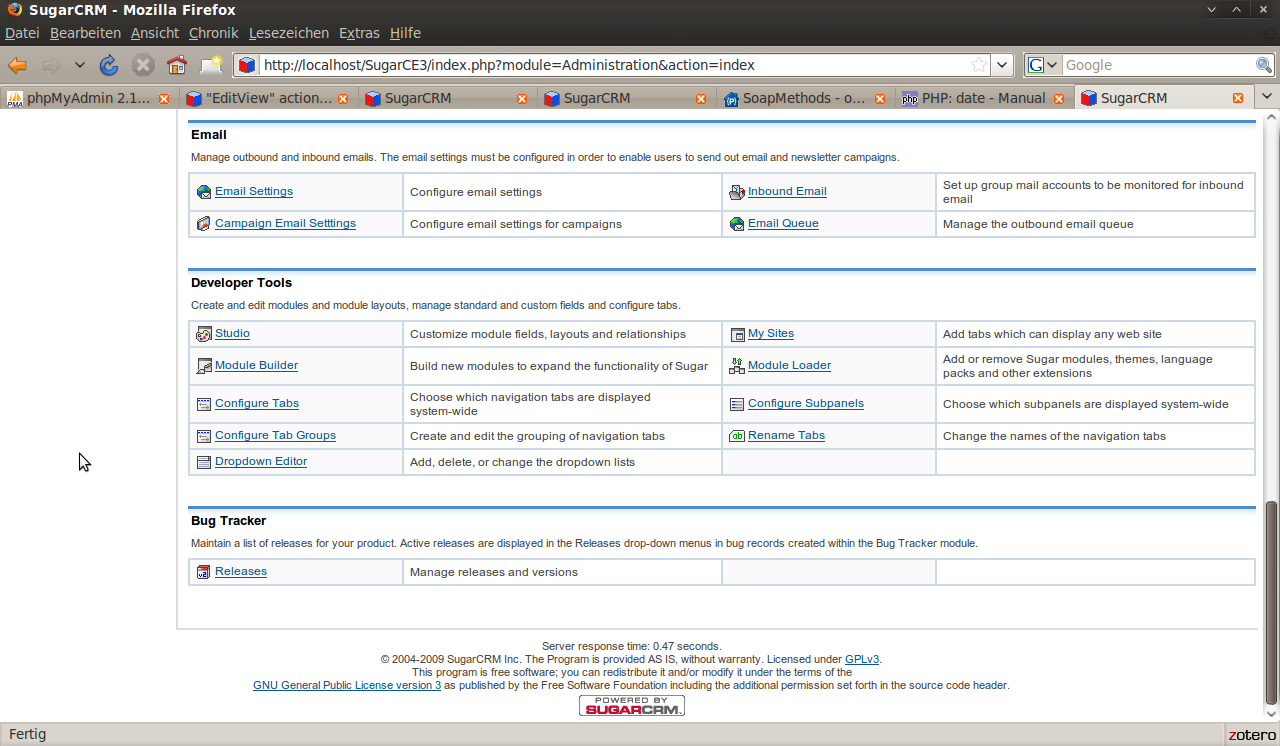 SugarCRM - Mozilla Firefox
Datei Bearbeiten Ansicht Chronik Lesezeichen Extras Hilfe
http://localhost/SugarCE3/index.php?module=Administration&action=index
G Google
phpMyAdmin 2.1... "EditView" action... SugarCRM SugarCRM SoapMethods - o... PHP: date - Manual SugarCRM
Email
Manage outbound and inbound emails. The email settings must be configured in order to enable users to send out email and newsletter campaigns.
Email Settings Configure email settings Inbound Email Set up group mail accounts to be monitored for inbound
email
Campaign Email Setttings Configure email settings for campaigns Email Queue Manage the outbound email queue
Developer Tools
Create and edit modules and module layouts, manage standard and custom fields and configure tabs.
Studio Customize module fields, layouts and relationships My Sites Add tabs which can display any web site
Module Builder Build new modules to expand the functionality of Sugar Module Loader Add or remove Sugar modules, themes, language
packs and other extensions
Configure Tabs Choose which navigation tabs are displayed
system-wide Configure Subpanels Choose which subpanels are displayed system-wide
Configure Tab Groups Create and edit the grouping of navigation tabs Rename Tabs Change the names of the navigation tabs
Dropdown Editor Add, delete, or change the dropdown lists
Bug Tracker
Maintain a list of releases for your product. Active releases are displayed in the Releases drop-down menus in bug records created within the Bug Tracker module.
Releases Manage releases and versions
Server response time: 0.47 seconds.
© 2004-2009 SugarCRM Inc. The Program is provided AS IS, without warranty. Licensed under GPLv3.
This program is free software; you can redistribute it and/or modify it under the terms of the
GNU General Public License version 3 as published by the Free Software Foundation including the additional permission set forth in the source code header.
POWERED BY
SUGARCRM.
Fertig
zotero